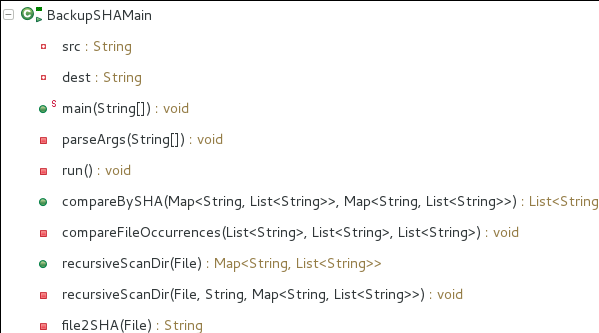 BackupSHAMain
src : String
dest : String
S main(String[]) : void
parseArgs(String[]) : void
run() : void
compareBySHA(Map<String, List<String>>, Map<String, List<String>>) : List<String
compareFileOccurrences(List<String>, List<String>, List<String>) : void
recursiveScanDir(File) : Map<String, List<String>>
recursiveScanDir(File, String, Map<String, List<String>>) : void
file2SHA(File) : String